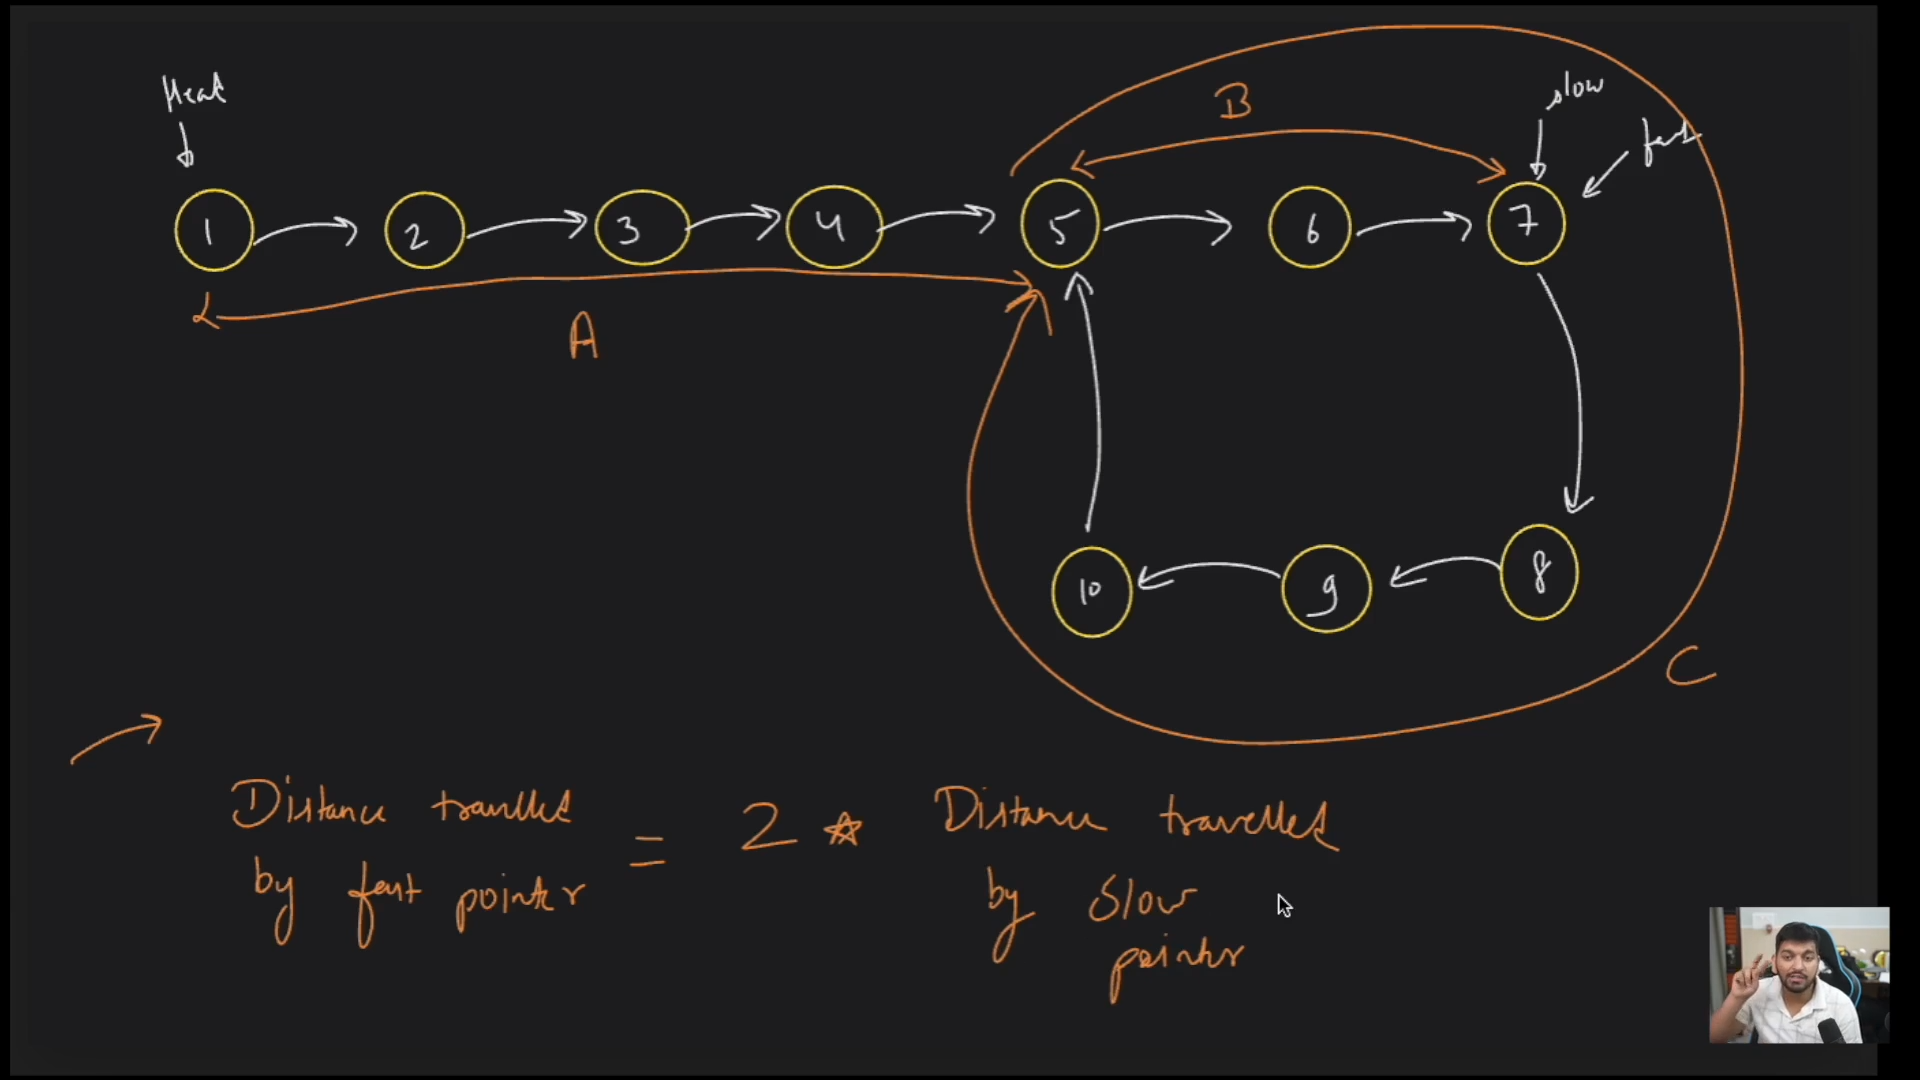 Head
slow
fast
B
1 2 3 4 5 6 7
A
10 9 8
C
Distance travelled = 2 * Distance travelled
by fast pointer by slow
pointer